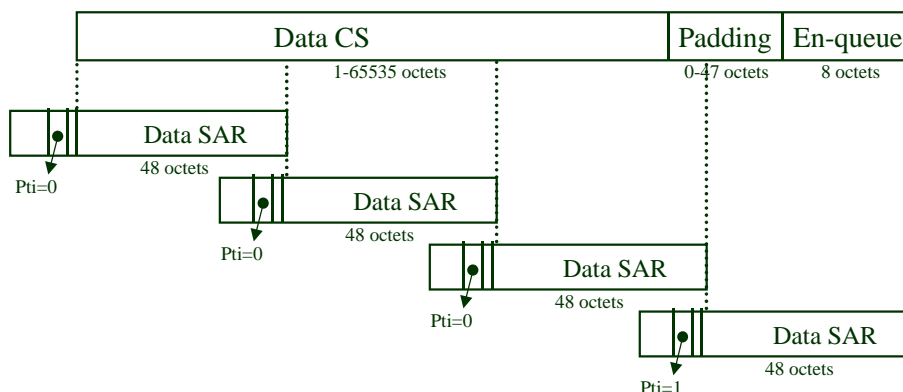 Data CS Padding En-queue
1-65535 octets 0-47 octets 8 octets
Data SAR
48 octets
Pti=0
Data SAR
48 octets
Pti=0
Data SAR
48 octets
Pti=0
Data SAR
48 octets
Pti=1